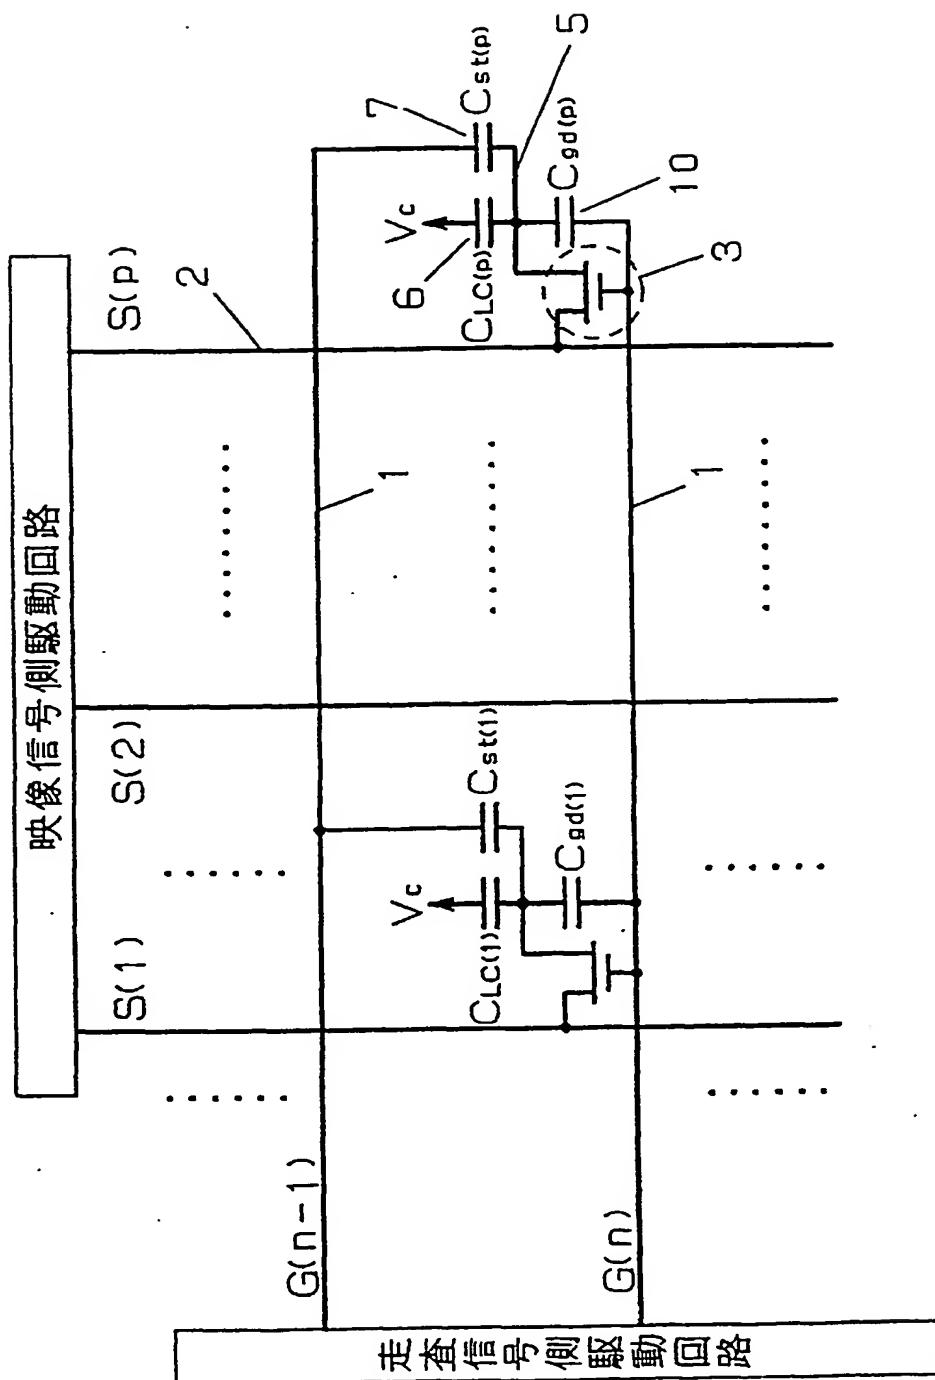 映像信号側駆動回路
S(1)
S(2)
S(p)
2
G(n-1)
1
Vc
CLC(1)
Cst(1)
Cgd(1)
Vc
6
CLC(p)
7
Cst(p)
5
Cgd(p)
10
3
G(n)
1
走査信号側駆動回路